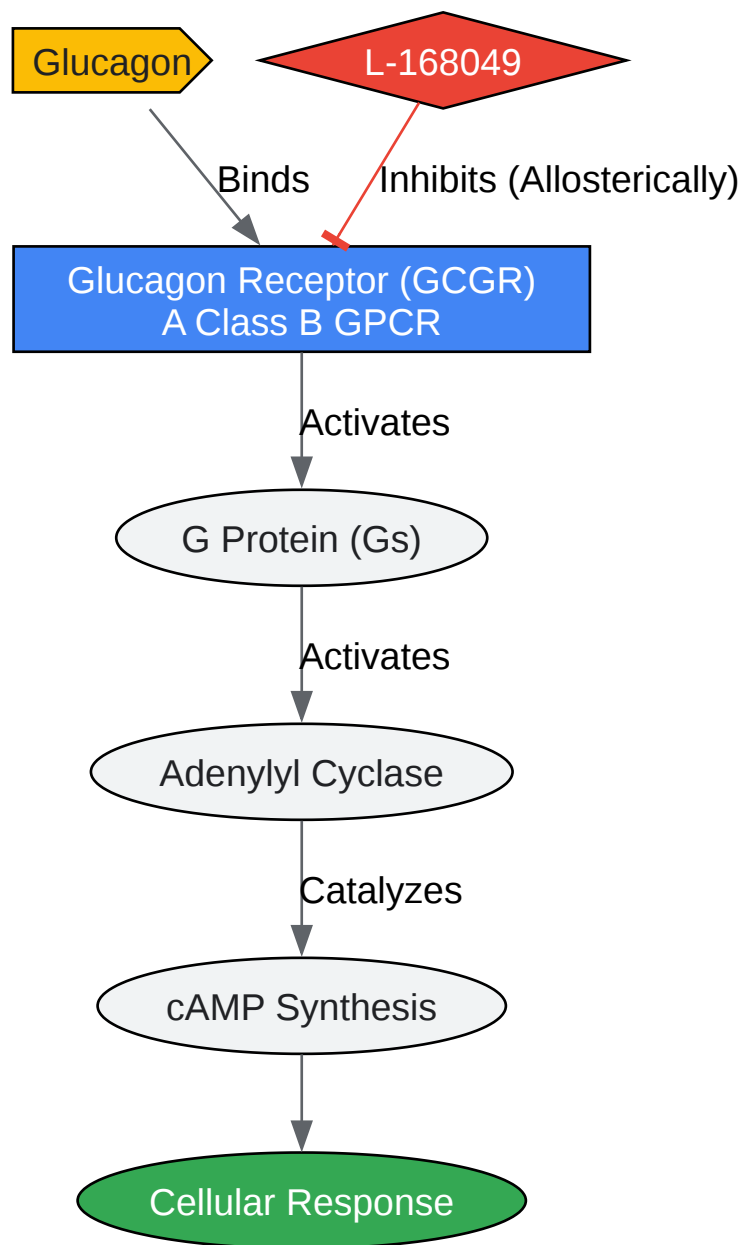 Glucagon
L-168049
Binds
Inhibits (Allosterically)
Glucagon Receptor (GCGR)
A Class B GPCR
Activates
G Protein (Gs)
Activates
Adenylyl Cyclase
Catalyzes
cAMP Synthesis
Cellular Response